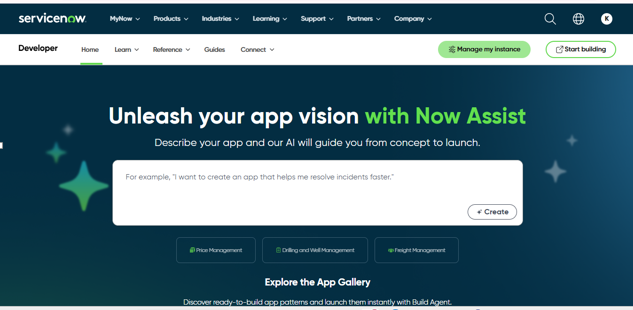 servicenow. MyNow Products Industries Learning Support Partners Company K
Developer Home Learn Reference Guides Connect Manage my instance Start building
Unleash your app vision with Now Assist
Describe your app and our AI will guide you from concept to launch.
For example, "I want to create an app that helps me resolve incidents faster."
Create
Price Management Drilling and Well Management Freight Management
Explore the App Gallery
Discover ready-to-build app patterns and launch them instantly with Build Agent.